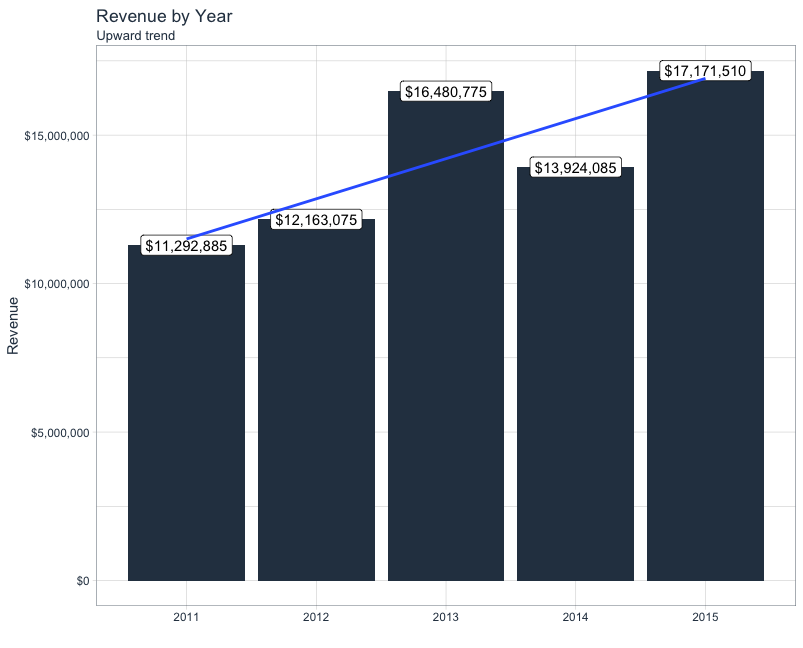 Revenue by Year
Upward trend
$17,171,510
$16,480,775
$15,000,000
$13,924,085
$12,163,075
$11,292,885
$10,000,000
Revenue
$5,000,000
$0
2011 2012 2013 2014 2015